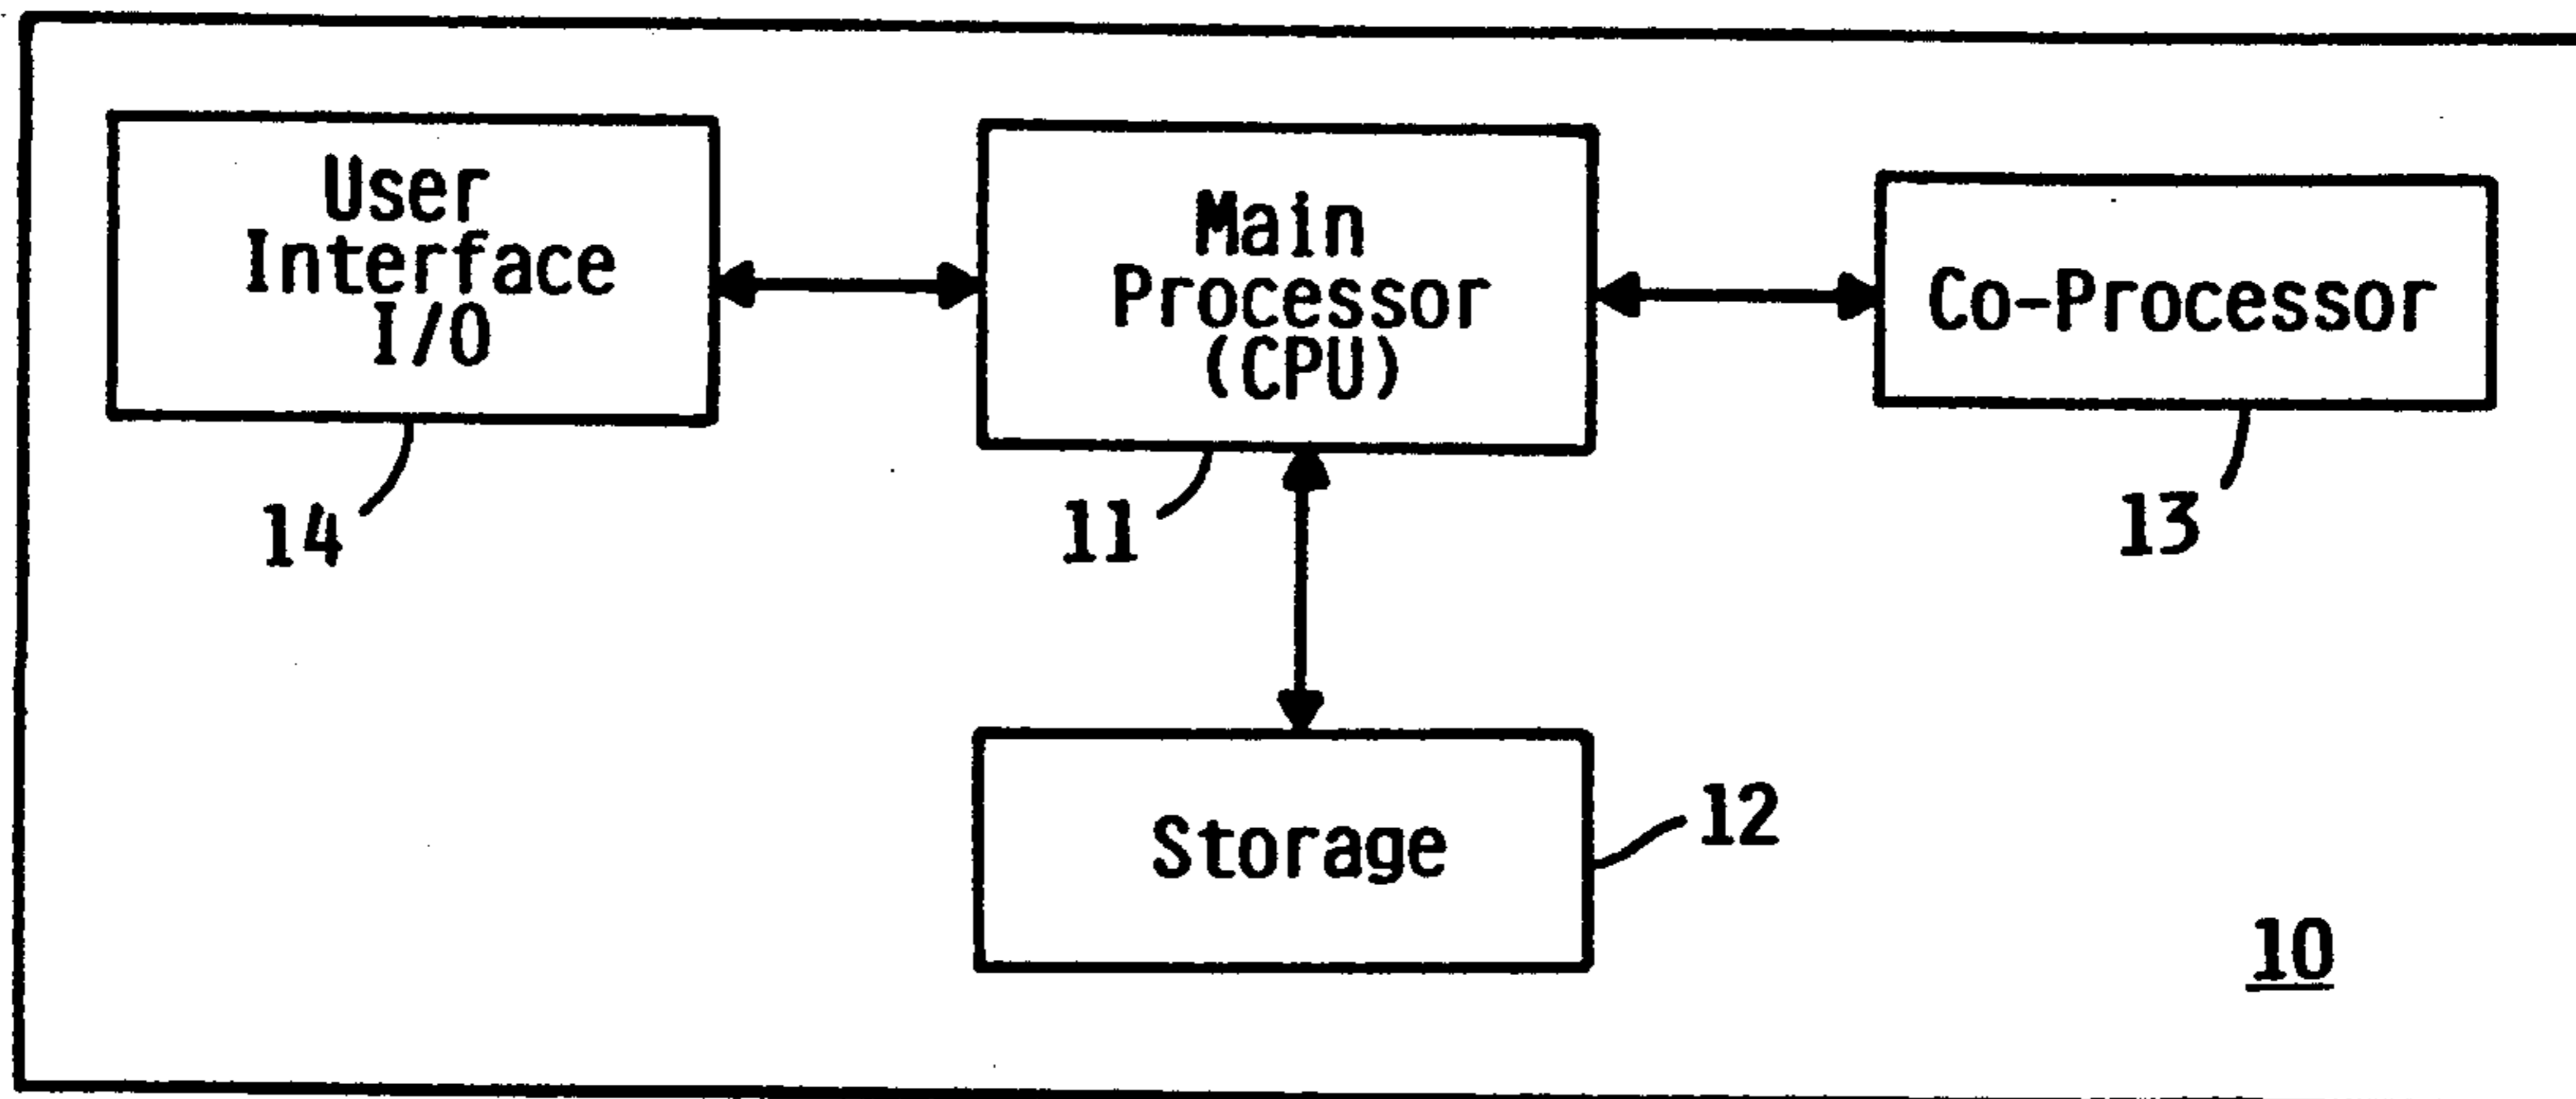 User
Interface
I/O
14
Main
Processor
(CPU)
11
Co-Processor
13
Storage
12
10